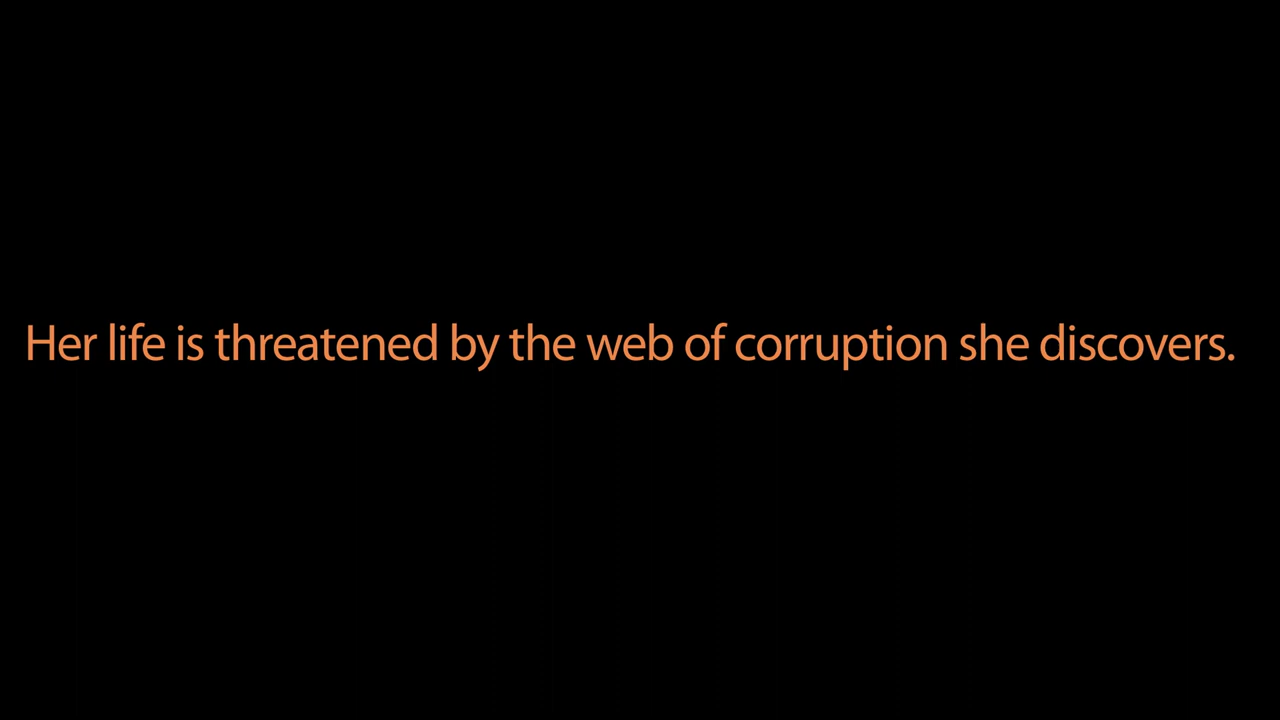 Her life is threatened by the web of corruption she discovers.